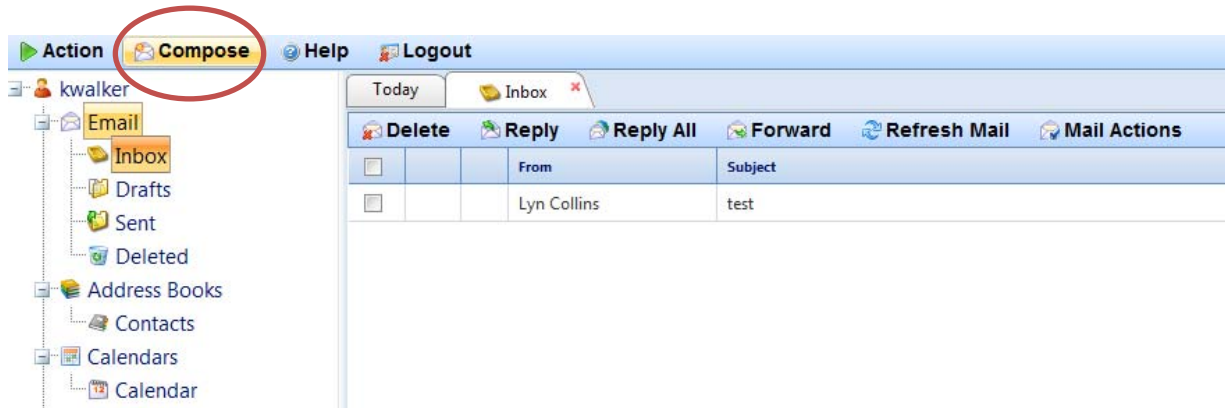 Action Compose Help Logout
kwalker
Email
Inbox
Drafts
Sent
Deleted
Address Books
Contacts
Calendars
12 Calendar
Today Inbox
Delete Reply Reply All Forward Refresh Mail Mail Actions
From Subject
Lyn Collins test